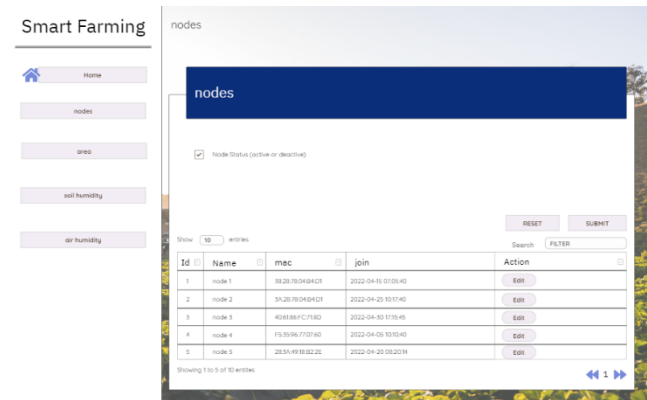 Smart Farming
Home
nodes
area
soil humidity
air humidity
nodes
nodes
Node Status (active or deactive)
RESET SUBMIT
Show 10 entries
Search FILTER
Id Name mac join Action
1 node 1 2022-04-15 07:05:40 Edit
2 node 2 2022-04-25 10:17:40 Edit
3 node 3 2022-04-30 17:15:45 Edit
4 node 4 2022-04-05 10:10:40 Edit
5 node 5 2022-04-20 08:20:14 Edit
Showing 1 to 5 of 10 entities
1